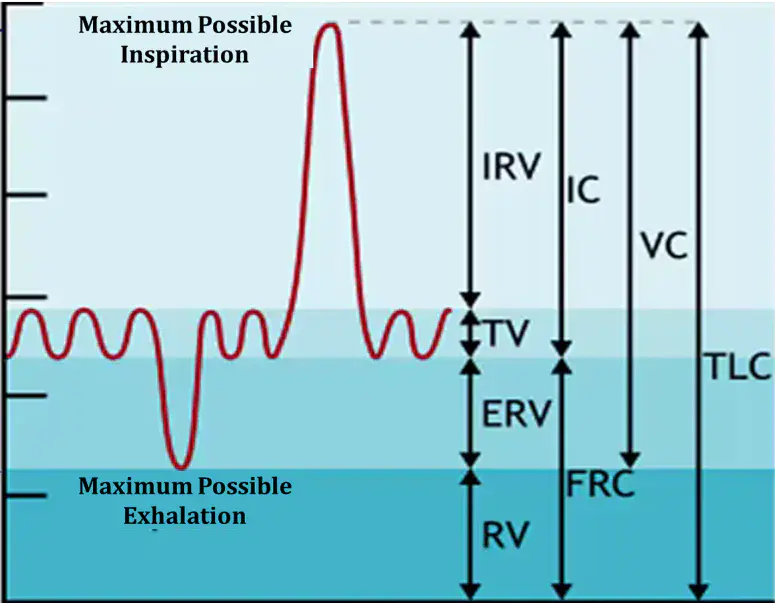 Maximum Possible
Inspiration
IRV
IC
VC
TV
TLC
ERV
Maximum Possible
Exhalation
FRC
RV